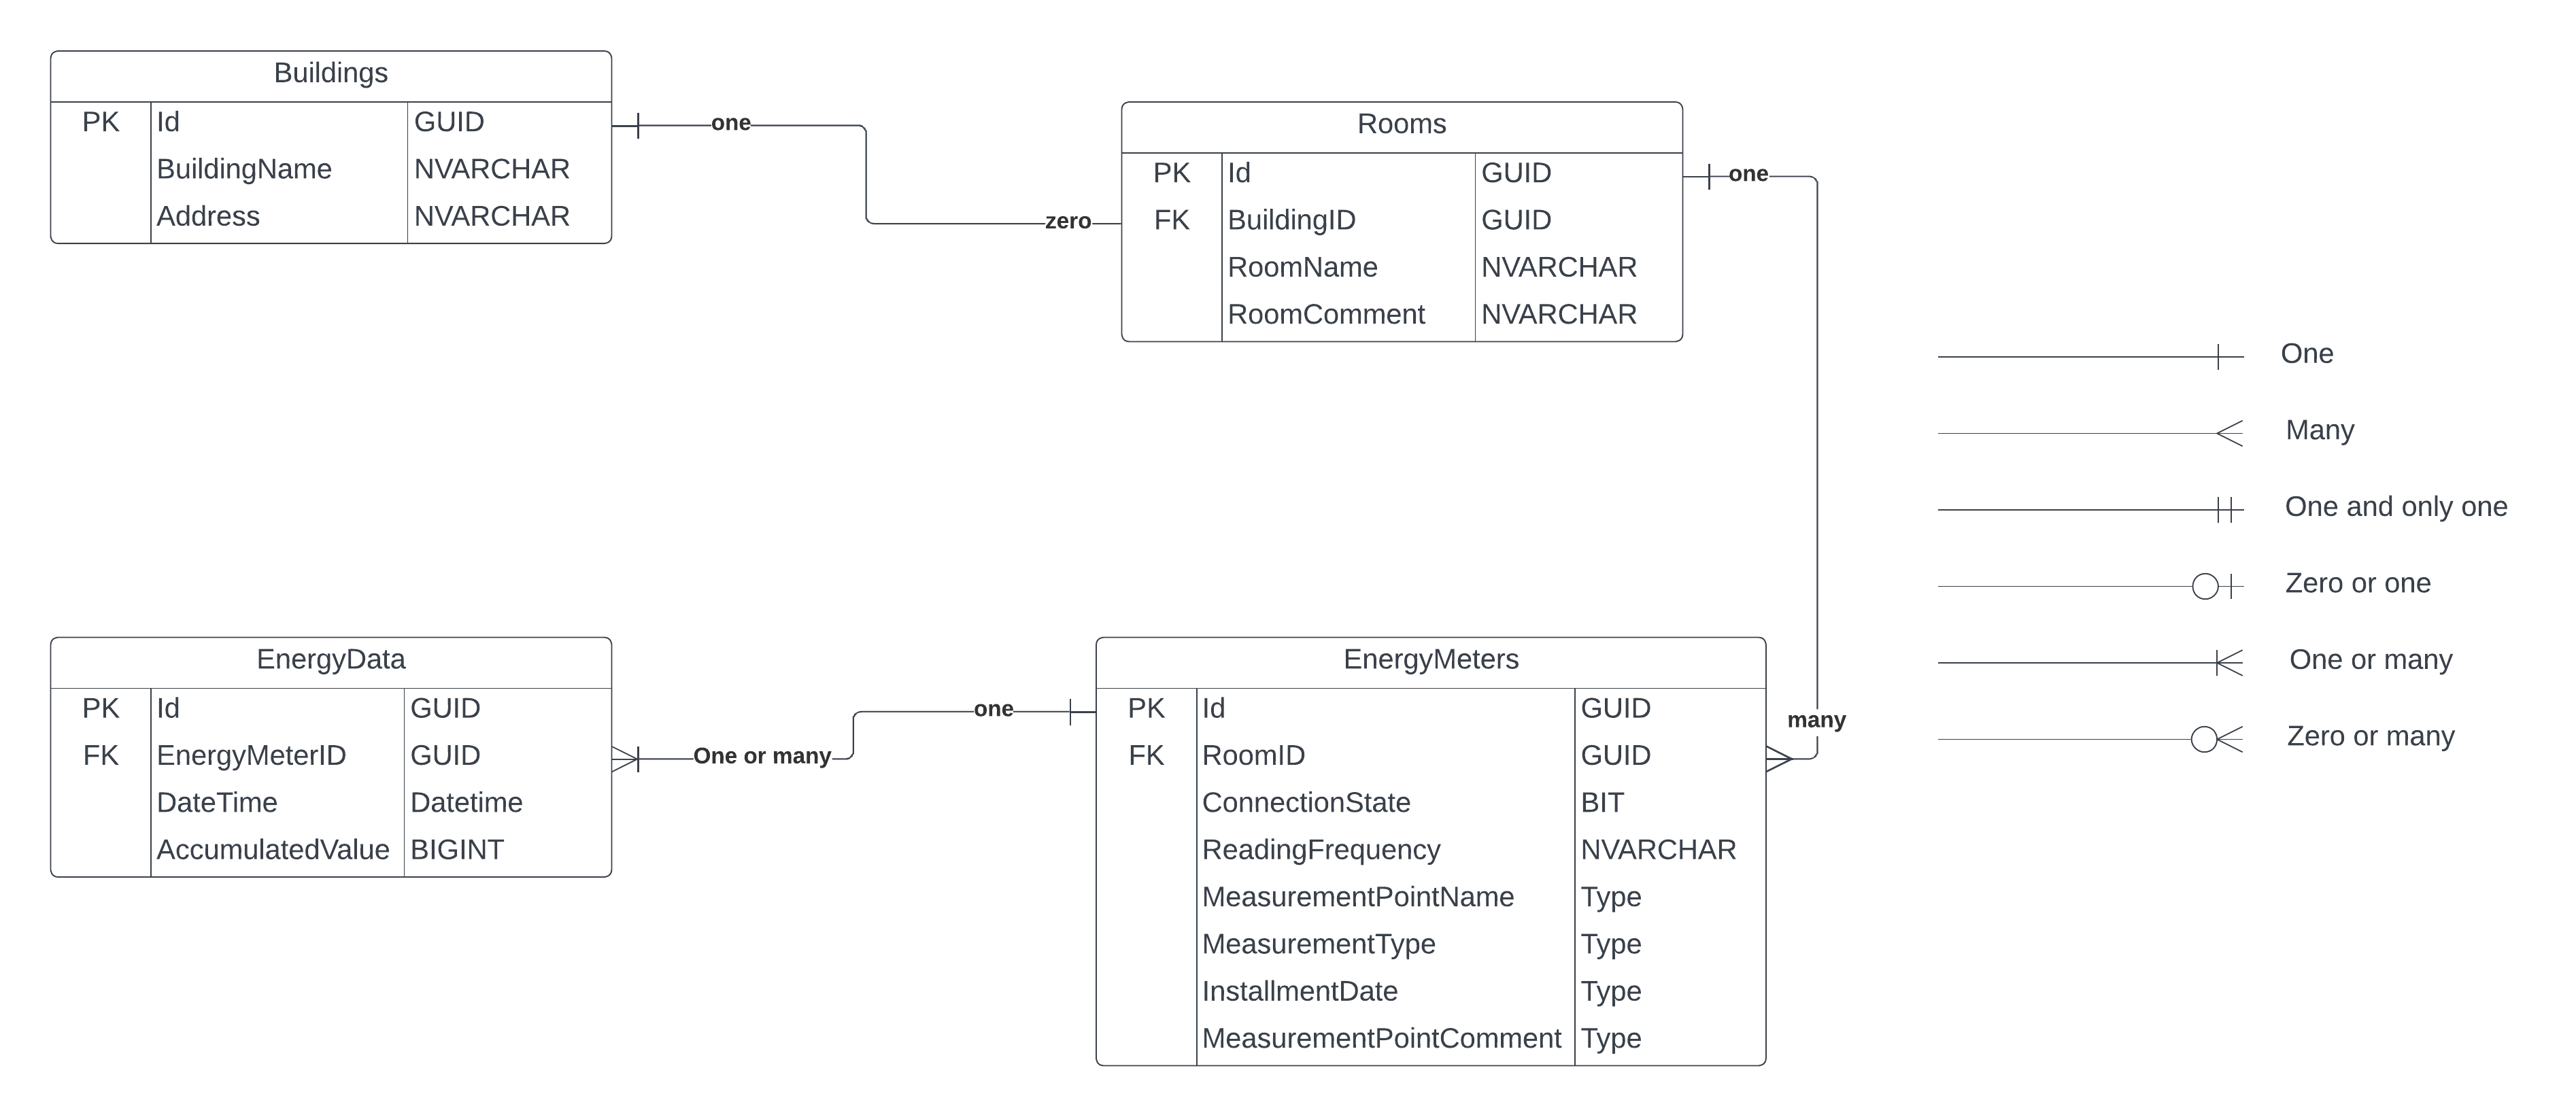 Buildings
PK Id GUID
BuildingName NVARCHAR
Address NVARCHAR
one
zero
Rooms
PK Id GUID
FK BuildingID GUID
RoomName NVARCHAR
RoomComment NVARCHAR
one
many
EnergyData
PK Id GUID
FK EnergyMeterID GUID
DateTime Datetime
AccumulatedValue BIGINT
One or many
one
EnergyMeters
PK Id GUID
FK RoomID GUID
ConnectionState BIT
ReadingFrequency NVARCHAR
MeasurementPointName Type
MeasurementType Type
InstallmentDate Type
MeasurementPointComment Type
One
Many
One and only one
Zero or one
One or many
Zero or many